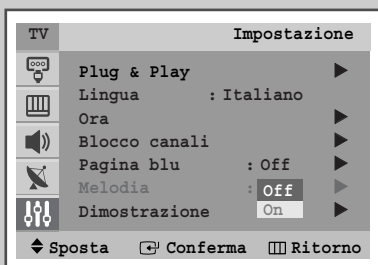 TV Impostazione
Plug & Play
Lingua : Italiano
Ora
Blocco canali
Pagina blu : Off
Melodia : Off
Dimostrazione On
Sposta Conferma Ritorno